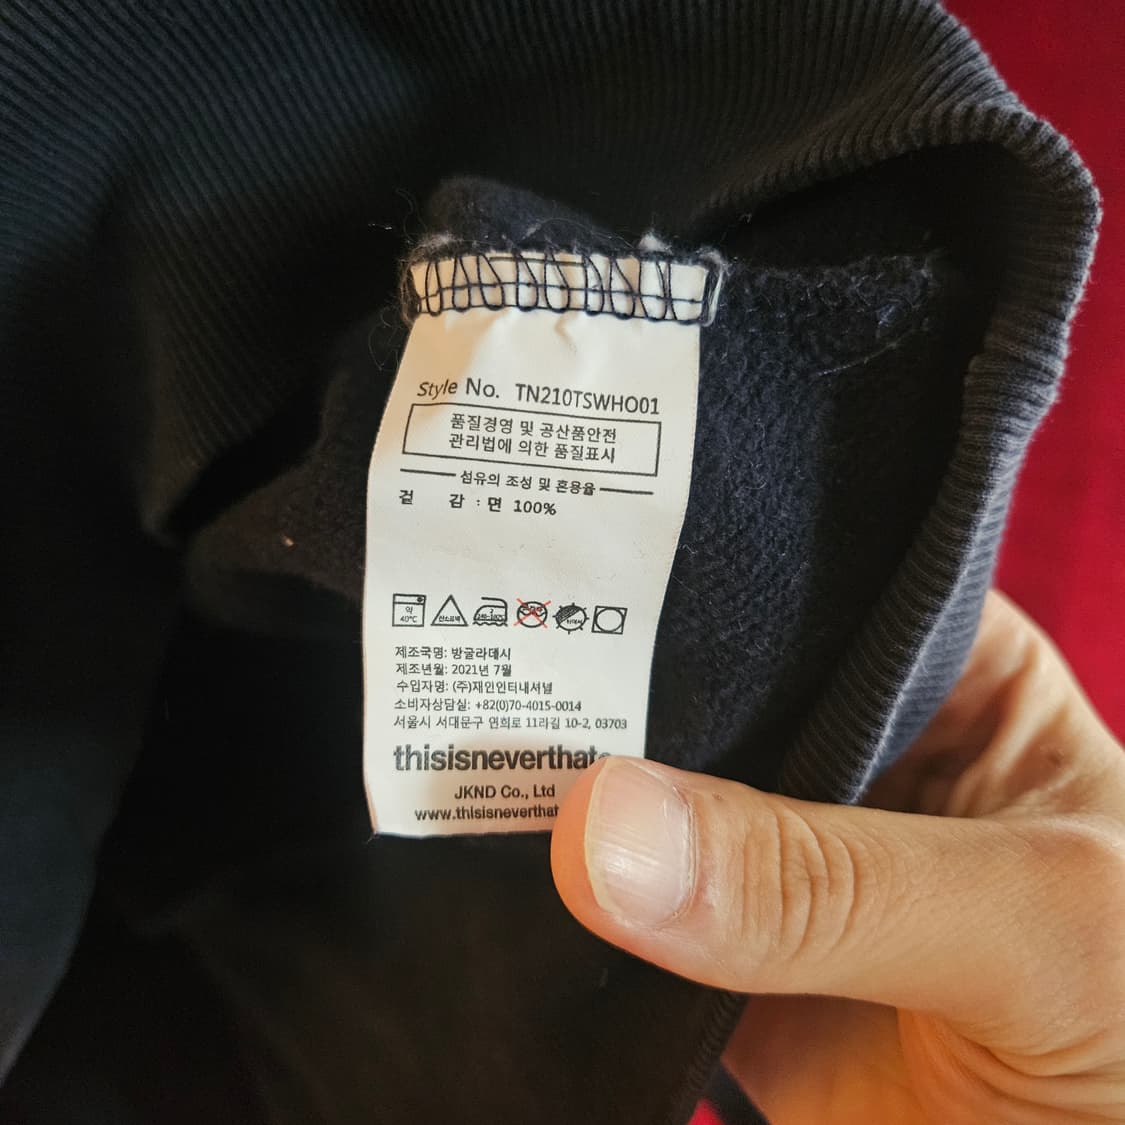 Style No. TN210TSWHO01
품질경영 및 공산품안전
관리법에 의한 품질표시
섬유의 조성 및 혼용율
겉 감 : 면 100%
약
40℃
제조국명: 방글라데시
제조년월: 2021년 7월
수입자명: (주)재인인터내셔널
소비자상담실: +82(0)70-4015-0014
서울시 서대문구 연희로 11라길 10-2, 03703
thisisneverthat
JKND Co., Ltd
www.thisisneverthat